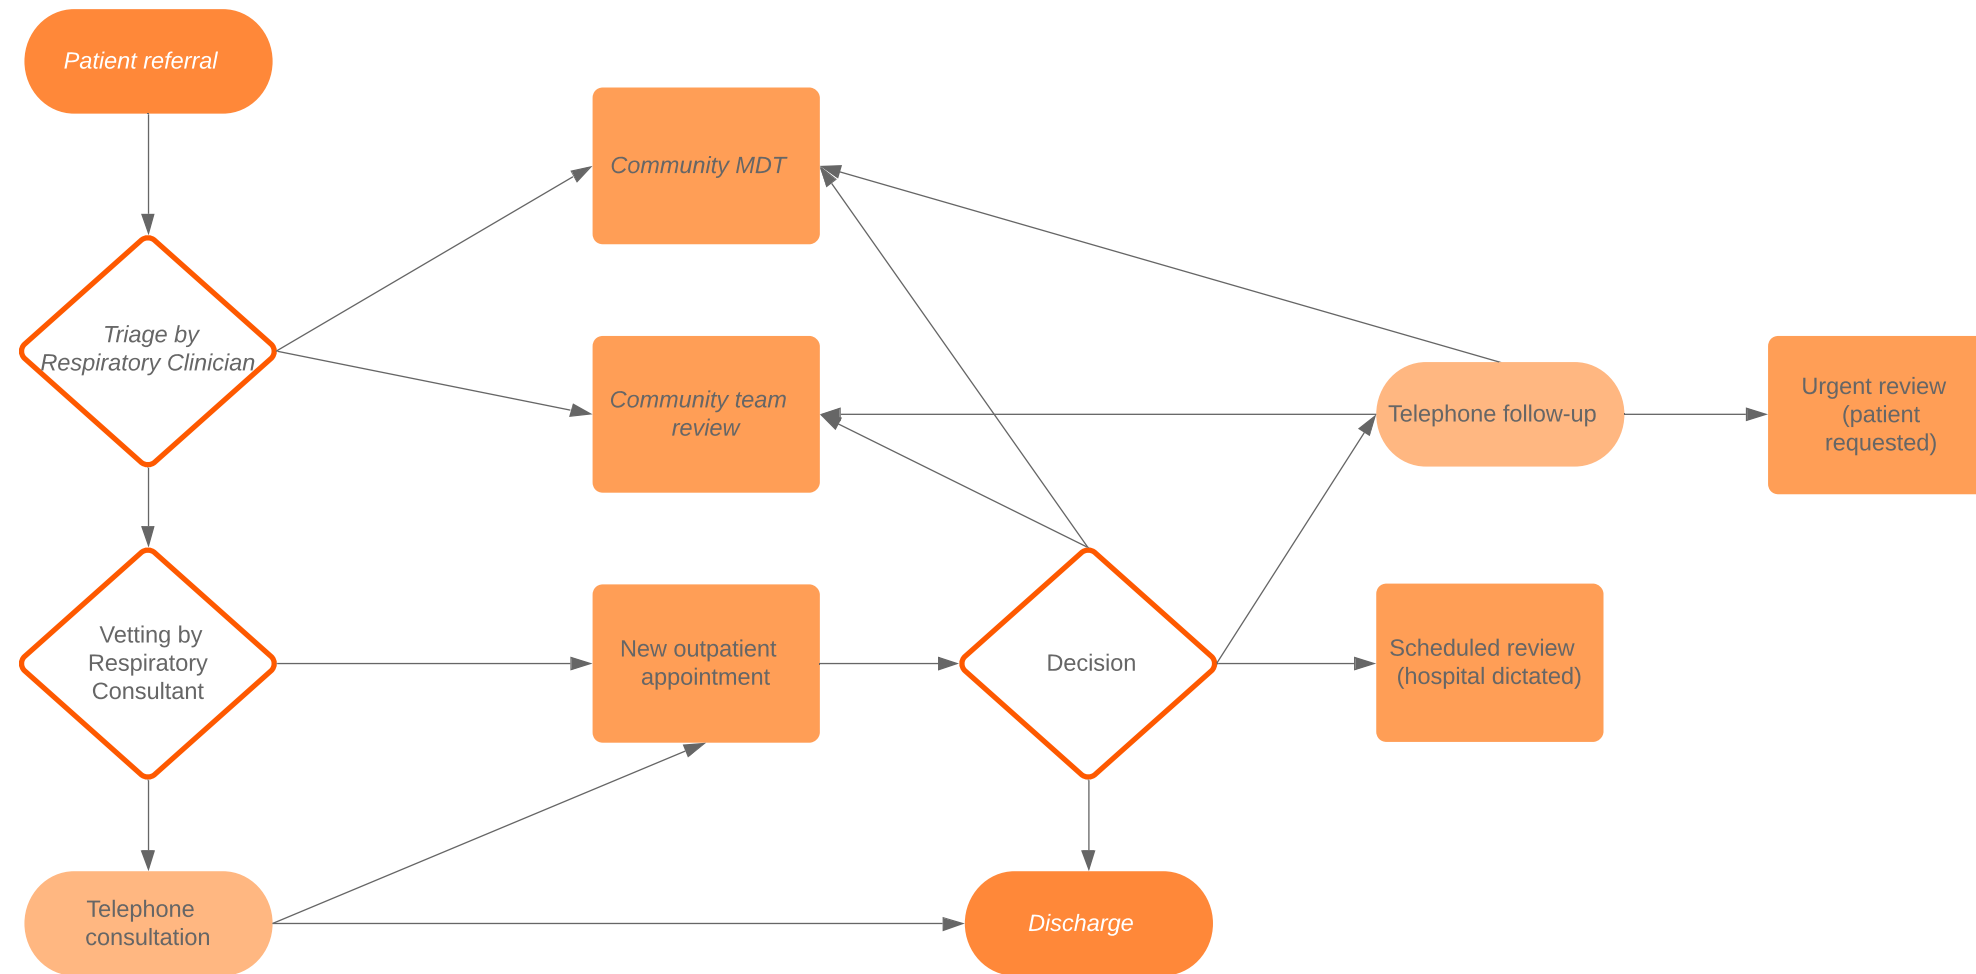 Patient referral
Community MDT
Triage by
Respiratory Clinician
Community team
review
Telephone follow-up
Urgent review
(patient
requested)
Vetting by
Respiratory
Consultant
New outpatient
appointment
Decision
Scheduled review
(hospital dictated)
Telephone
consultation
Discharge